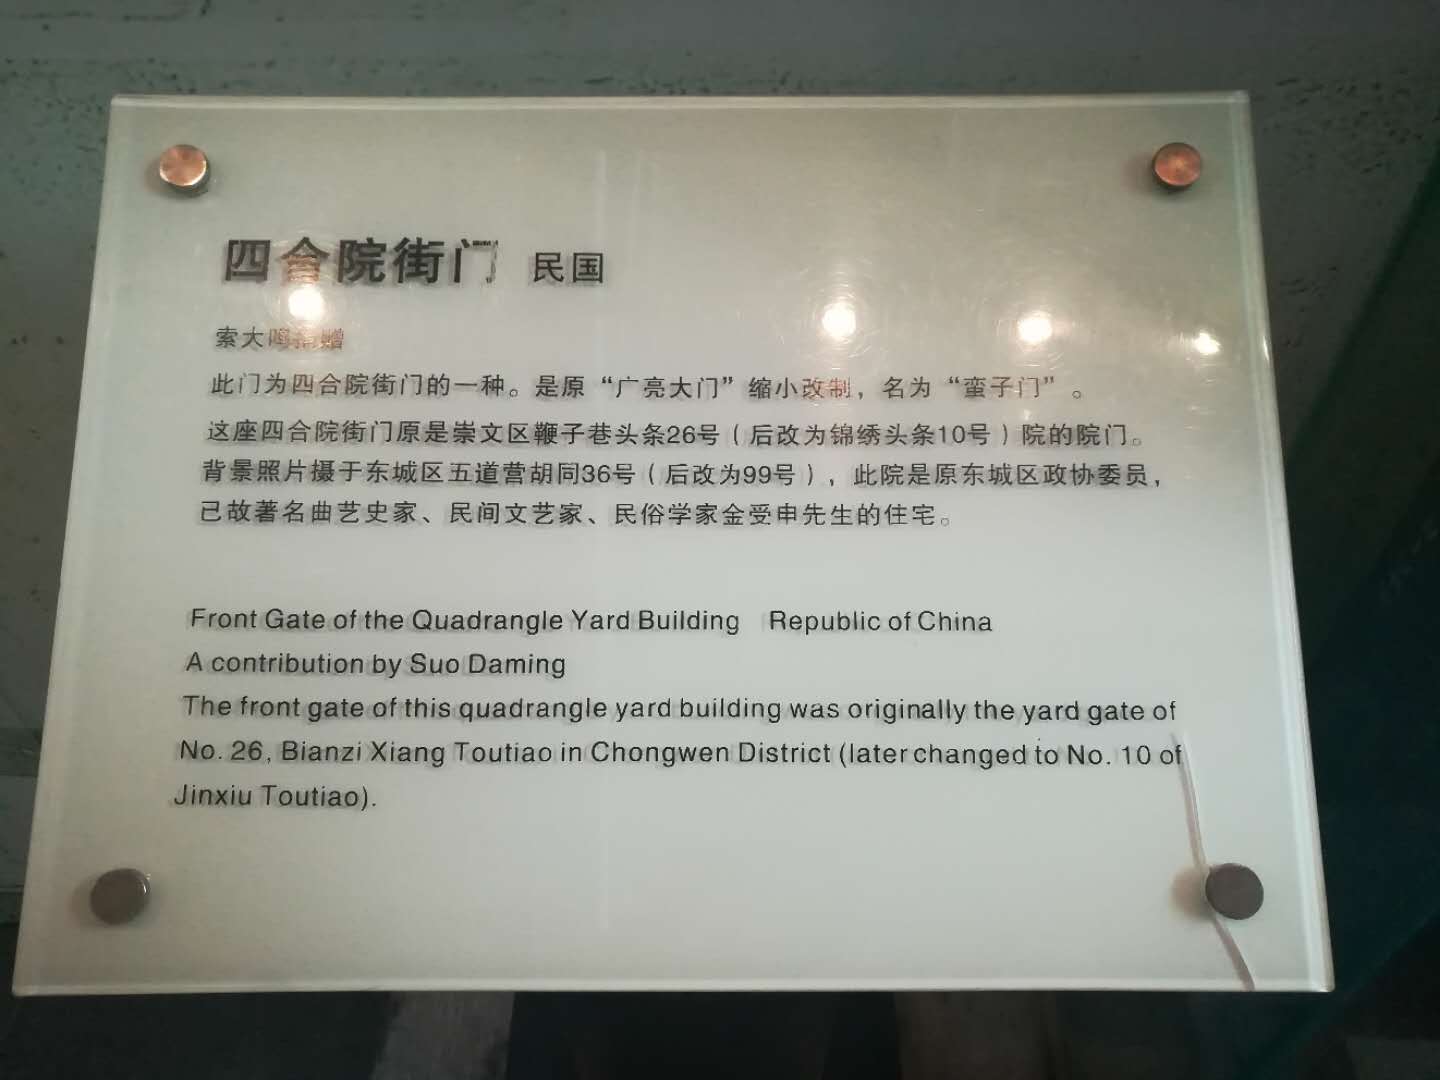 四合院街门 民国
索大鸣捐赠
此门为四合院街门的一种。是原“广亮大门”缩小改制，名为“蛮子门”。
这座四合院街门原是崇文区鞭子巷头条26号（后改为锦绣头条10号）院的院门。
背景照片摄于东城区五道营胡同36号（后改为99号），此院是原东城区政协委员，
已故著名曲艺史家、民间文艺家、民俗学家金受申先生的住宅。
Front Gate of the Quadrangle Yard Building Republic of China
A contribution by Suo Daming
The front gate of this quadrangle yard building was originally the yard gate of
No. 26, Bianzi Xiang Toutiao in Chongwen District (later changed to No. 10 of
Jinxiu Toutiao).